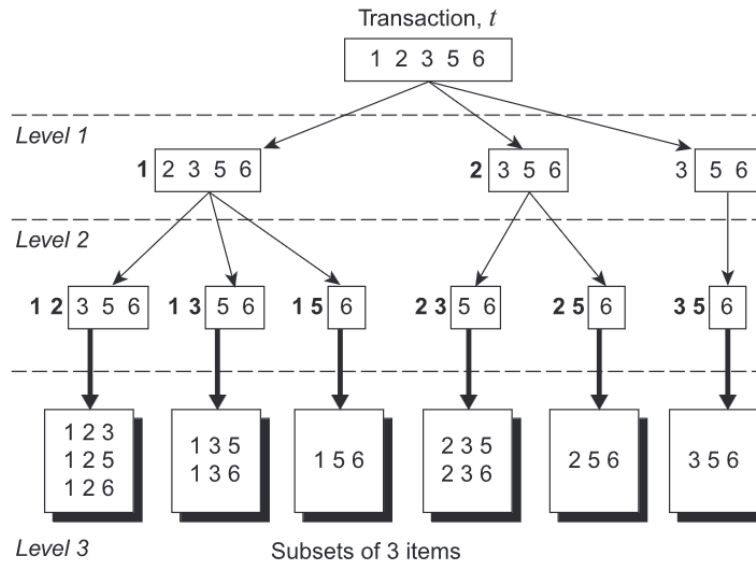 Transaction, t
1 2 3 5 6
Level 1
1 2 3 5 6
2 3 5 6
3 5 6
Level 2
1 2 3 5 6
1 3 5 6
1 5 6
2 3 5 6
2 5 6
3 5 6
1 2 3
1 2 5
1 2 6
1 3 5
1 3 6
1 5 6
2 3 5
2 3 6
2 5 6
3 5 6
Level 3
Subsets of 3 items